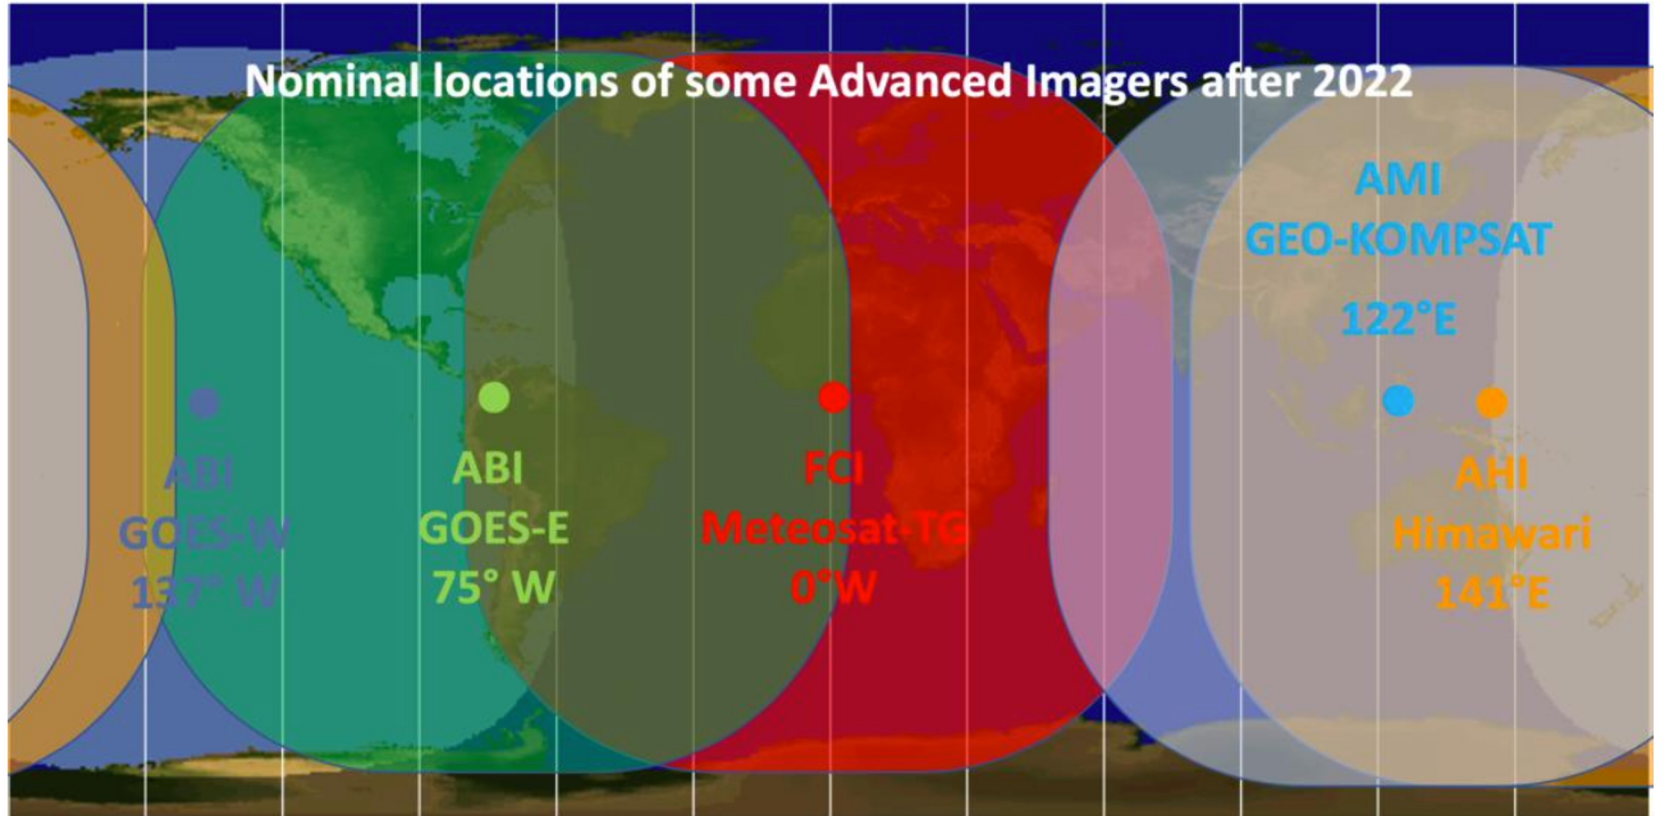 Nominal locations of some Advanced Imagers after 2022
ABI
GOES-W
137° W
ABI
GOES-E
75° W
FCI
Meteosat-TG
0°W
AMI
GEO-KOMPSAT
122°E
AHI
Himawari
141°E